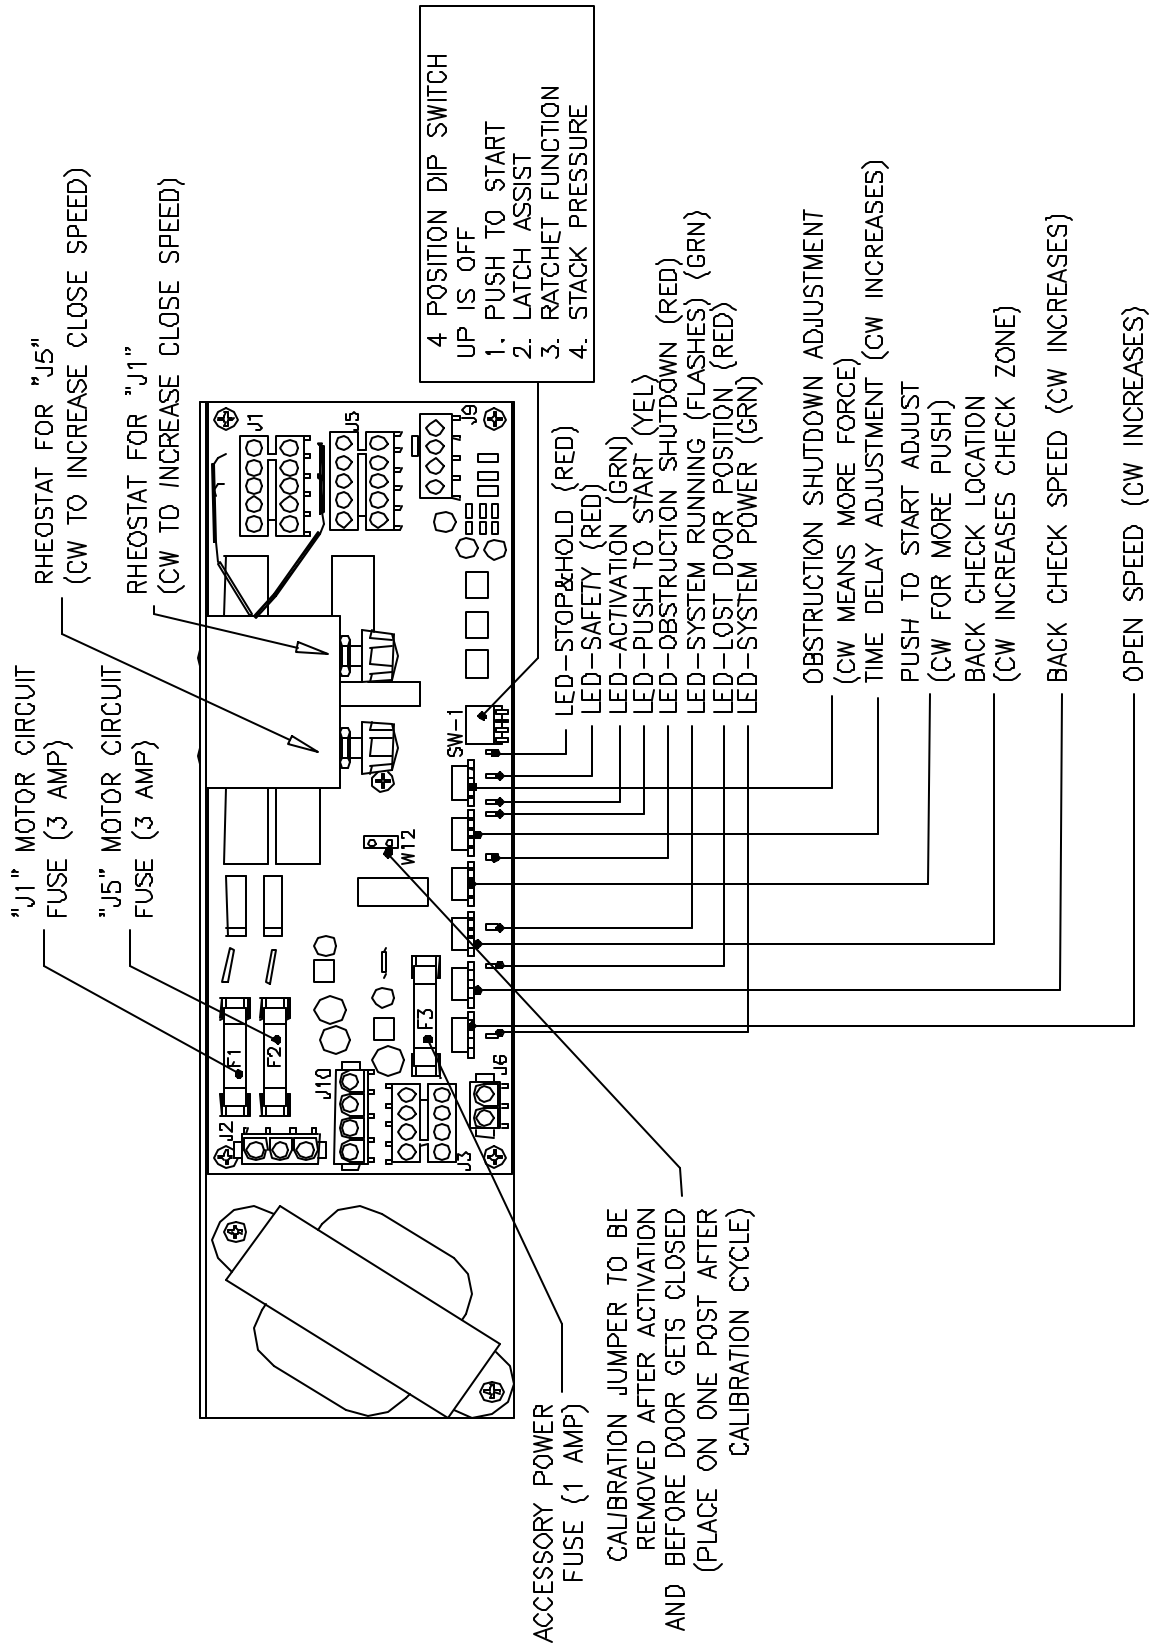 "J1" MOTOR CIRCUIT
FUSE (3 AMP)
"J5" MOTOR CIRCUIT
FUSE (3 AMP)
RHEOSTAT FOR "J5"
(CW TO INCREASE CLOSE SPEED)
RHEOSTAT FOR "J1"
(CW TO INCREASE CLOSE SPEED)
J2
F1
F2
J10
J1
J5
J9
W12
F3
J3
J6
SW-1
4 POSITION DIP SWITCH
UP IS OFF
1. PUSH TO START
2. LATCH ASSIST
3. RATCHET FUNCTION
4. STACK PRESSURE
ACCESSORY POWER
FUSE (1 AMP)
CALIBRATION JUMPER TO BE
REMOVED AFTER ACTIVATION
AND BEFORE DOOR GETS CLOSED
(PLACE ON ONE POST AFTER
CALIBRATION CYCLE)
LED-STOP&HOLD (RED)
LED-SAFETY (RED)
LED-ACTIVATION (GRN)
LED-PUSH TO START (YEL)
LED-OBSTRUCTION SHUTDOWN (RED)
LED-SYSTEM RUNNING (FLASHES) (GRN)
LED-LOST DOOR POSITION (RED)
LED-SYSTEM POWER (GRN)
OBSTRUCTION SHUTDOWN ADJUSTMENT
(CW MEANS MORE FORCE)
TIME DELAY ADJUSTMENT (CW INCREASES)
PUSH TO START ADJUST
(CW FOR MORE PUSH)
BACK CHECK LOCATION
(CW INCREASES CHECK ZONE)
BACK CHECK SPEED (CW INCREASES)
OPEN SPEED (CW INCREASES)